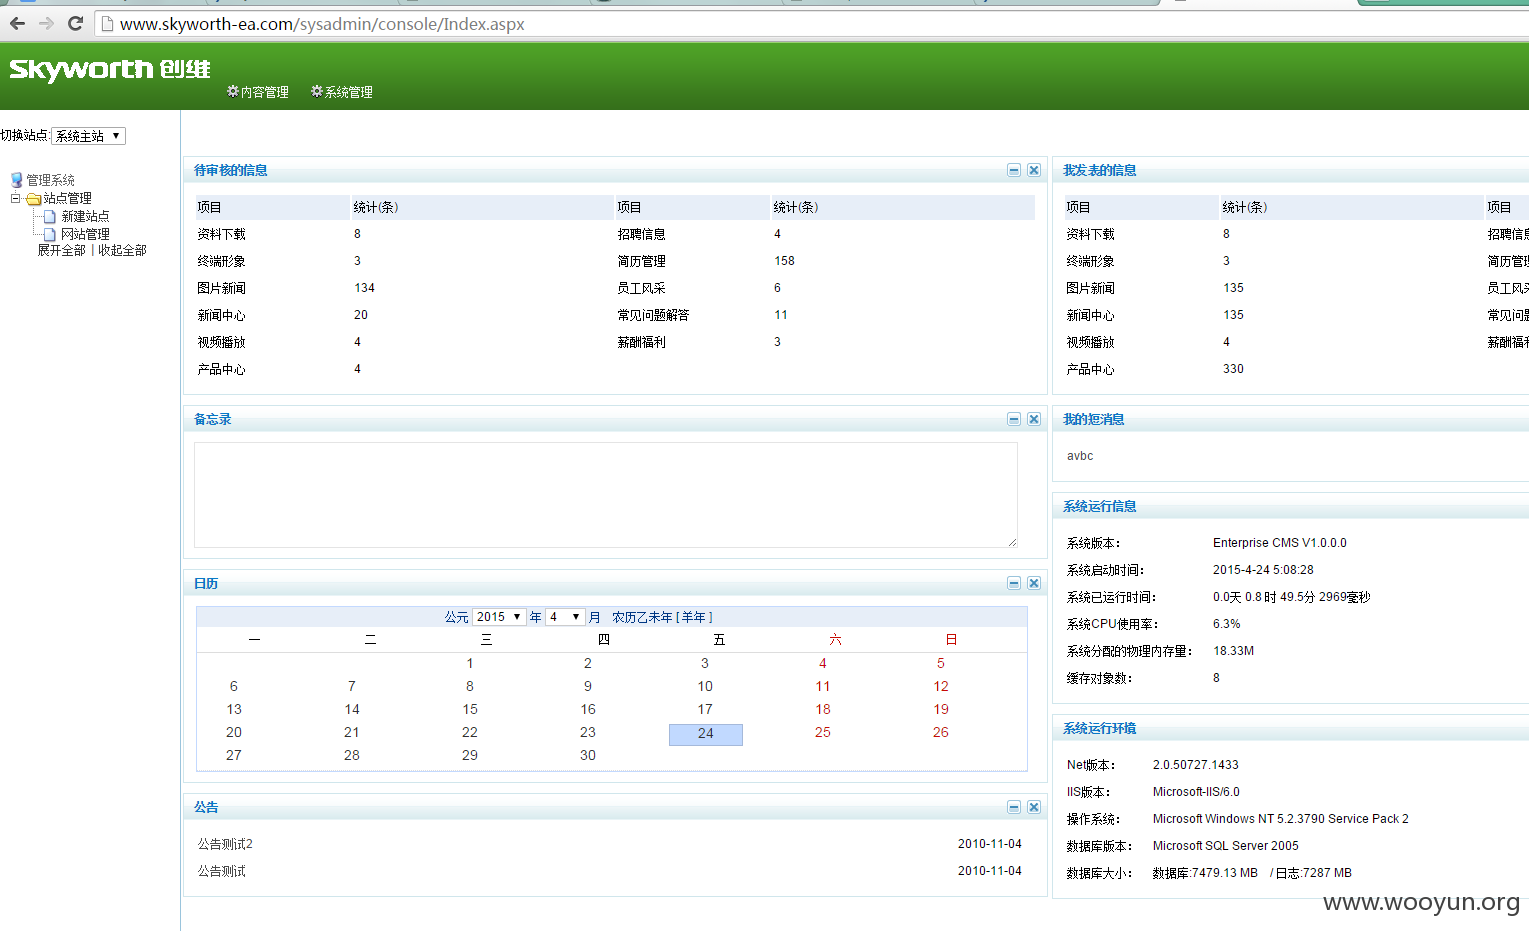 www.skyworth-ea.com/sysadmin/console/Index.aspx
Skyworth 创维
内容管理 系统管理
切换站点: 系统主站
管理系统
站点管理
新建站点
网站管理
展开全部 | 收起全部
待审核的信息
项目 统计(条) 项目 统计(条)
资料下载 8 招聘信息 4
终端形象 3 简历管理 158
图片新闻 134 员工风采 6
新闻中心 20 常见问题解答 11
视频播放 4 薪酬福利 3
产品中心 4
我发表的信息
项目 统计(条) 项目
资料下载 8 招聘信息
终端形象 3 简历管理
图片新闻 135 员工风采
新闻中心 135 常见问题
视频播放 4 薪酬福利
产品中心 330
备忘录
我的短消息
avbc
系统运行信息
系统版本: Enterprise CMS V1.0.0.0
系统启动时间: 2015-4-24 5:08:28
系统已运行时间: 0.0天 0.8 时 49.5分 2969毫秒
系统CPU使用率: 6.3%
系统分配的物理内存量: 18.33M
缓存对象数: 8
日历
公元 2015 年 4 月 农历乙未年 [ 羊年 ]
一 二 三 四 五 六 日
1 2 3 4 5
6 7 8 9 10 11 12
13 14 15 16 17 18 19
20 21 22 23 24 25 26
27 28 29 30
系统运行环境
Net版本: 2.0.50727.1433
IIS版本: Microsoft-IIS/6.0
操作系统: Microsoft Windows NT 5.2.3790 Service Pack 2
数据库版本: Microsoft SQL Server 2005
数据库大小: 数据库:7479.13 MB / 日志:7287 MB
公告
公告测试2 2010-11-04
公告测试 2010-11-04
www.wooyun.org